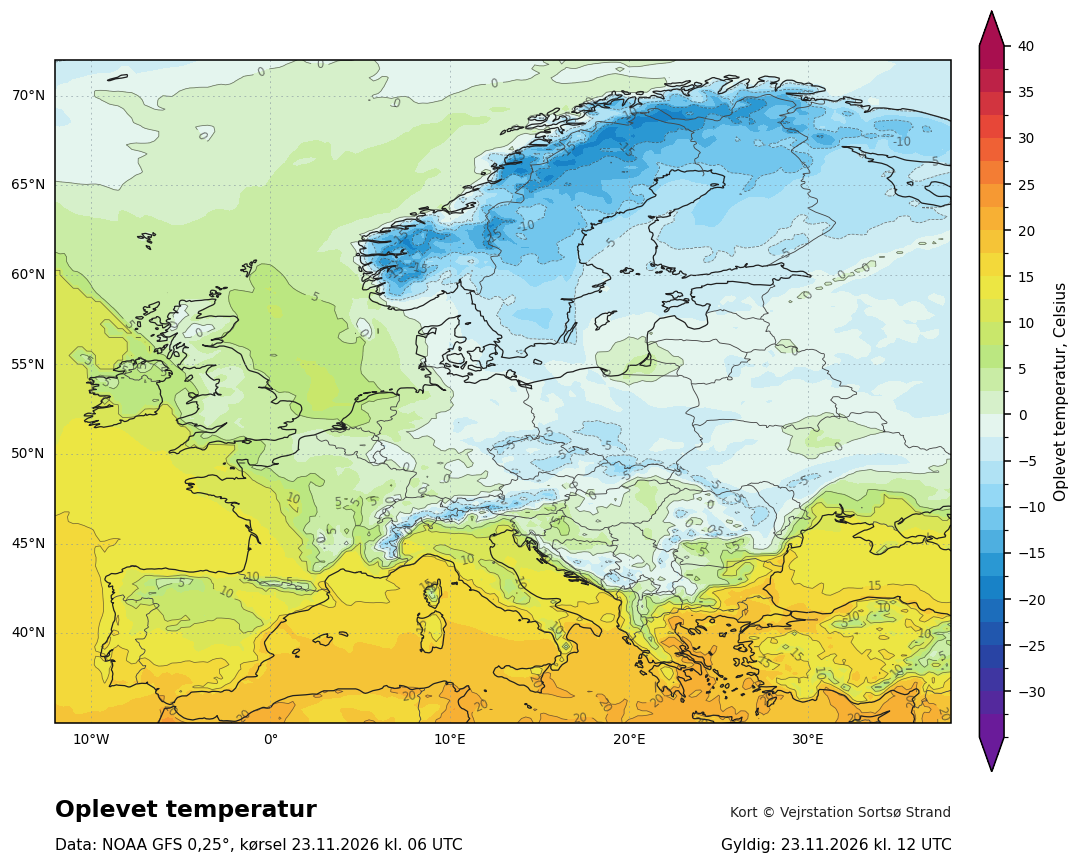 70°N
65°N
60°N
55°N
50°N
45°N
40°N
10°W
0°
10°E
20°E
30°E
40
35
30
25
20
15
10
5
0
−5
−10
−15
−20
−25
−30
Oplevet temperatur, Celsius
Oplevet temperatur
Kort © Vejrstation Sortsø Strand
Data: NOAA GFS 0,25°, kørsel 23.11.2026 kl. 06 UTC
Gyldig: 23.11.2026 kl. 12 UTC